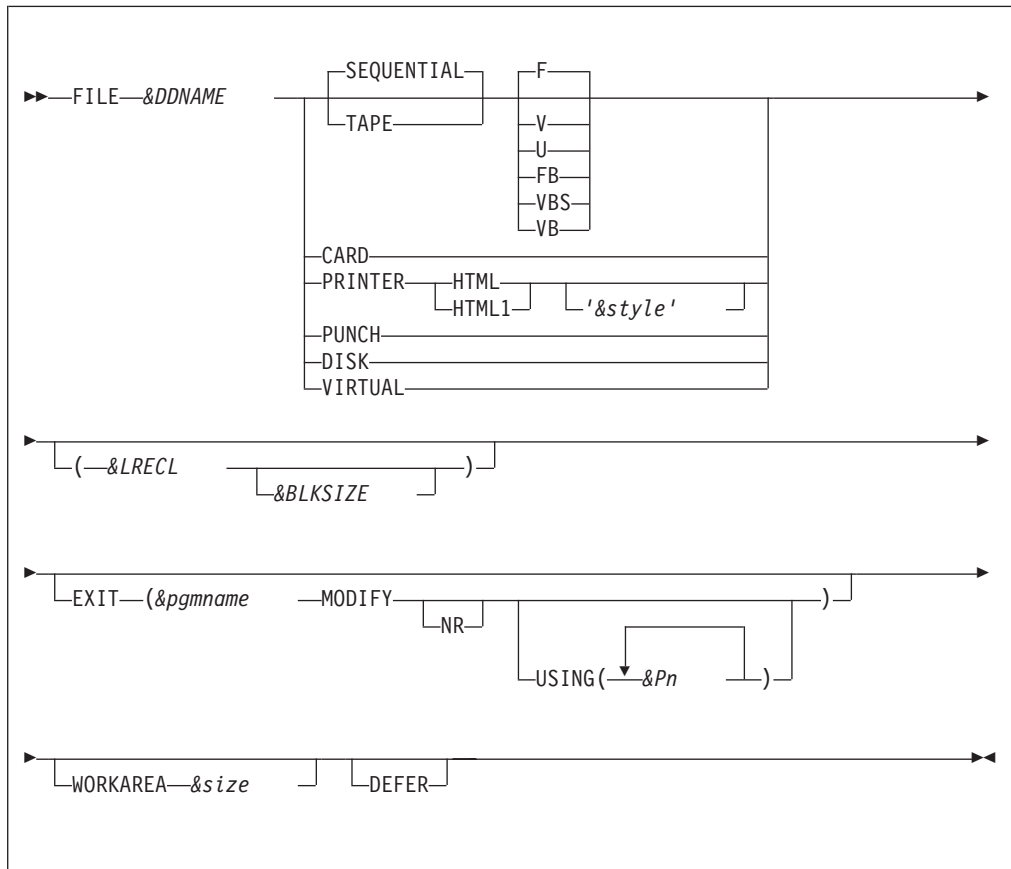 SEQUENTIAL F
FILE &DDNAME
TAPE V
U
FB
VBS
VB
CARD
PRINTER HTML
HTML1 '&style'
PUNCH
DISK
VIRTUAL
( &LRECL )
&BLKSIZE
EXIT (&pgmname MODIFY )
NR
USING( &Pn )
WORKAREA &size DEFER